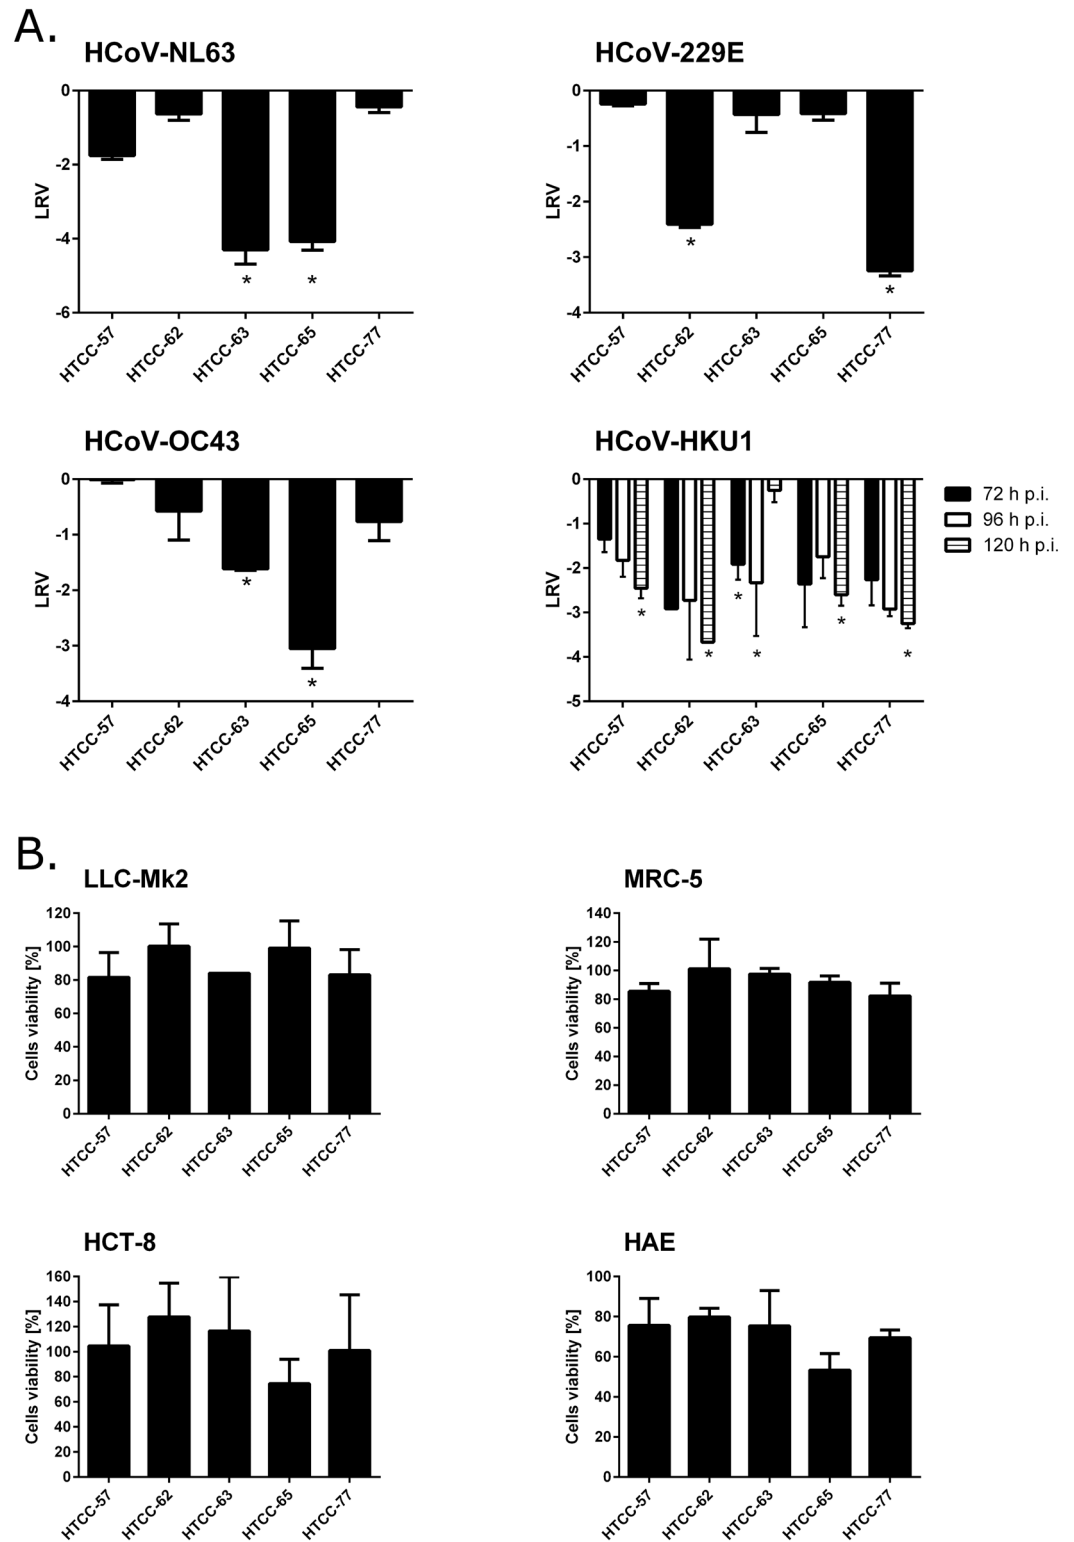 A.
HCoV-NL63
0
-2
-4
-6
LRV
HTCC-57
HTCC-62
HTCC-63
HTCC-65
HTCC-77
*
*
HCoV-229E
0
-1
-2
-3
-4
LRV
HTCC-57
HTCC-62
HTCC-63
HTCC-65
HTCC-77
*
*
HCoV-OC43
0
-1
-2
-3
-4
LRV
HTCC-57
HTCC-62
HTCC-63
HTCC-65
HTCC-77
*
*
HCoV-HKU1
0
-1
-2
-3
-4
-5
LRV
HTCC-57
HTCC-62
HTCC-63
HTCC-65
HTCC-77
*
*
*
*
*
*
72 h p.i.
96 h p.i.
120 h p.i.
B.
LLC-Mk2
120
100
80
60
40
20
0
Cells viability [%]
HTCC-57
HTCC-62
HTCC-63
HTCC-65
HTCC-77
MRC-5
140
120
100
80
60
40
20
0
Cells viability [%]
HTCC-57
HTCC-62
HTCC-63
HTCC-65
HTCC-77
HCT-8
160
140
120
100
80
60
40
20
0
Cells viability [%]
HTCC-57
HTCC-62
HTCC-63
HTCC-65
HTCC-77
HAE
100
80
60
40
20
0
Cells viability [%]
HTCC-57
HTCC-62
HTCC-63
HTCC-65
HTCC-77